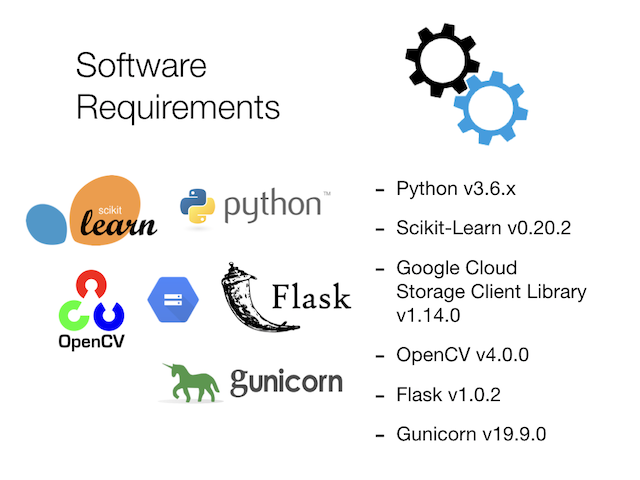 Software
Requirements
scikit
learn
python™
OpenCV
Flask
gunicorn
- Python v3.6.x
- Scikit-Learn v0.20.2
- Google Cloud
Storage Client Library
v1.14.0
- OpenCV v4.0.0
- Flask v1.0.2
- Gunicorn v19.9.0